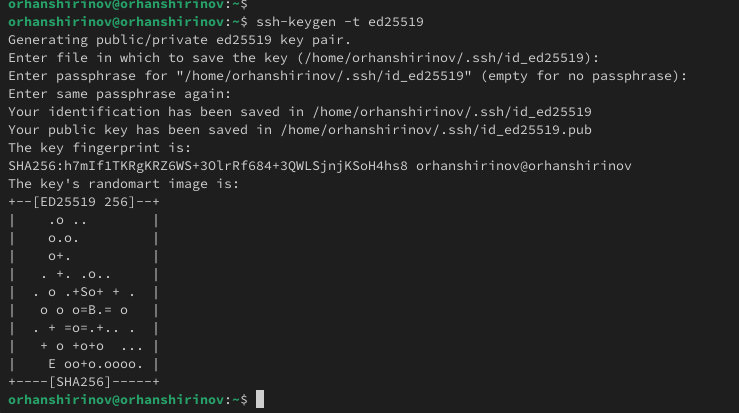 orhanshirinov@orhanshirinov:~$
orhanshirinov@orhanshirinov:~$ ssh-keygen -t ed25519
Generating public/private ed25519 key pair.
Enter file in which to save the key (/home/orhanshirinov/.ssh/id_ed25519):
Enter passphrase for "/home/orhanshirinov/.ssh/id_ed25519" (empty for no passphrase):
Enter same passphrase again:
Your identification has been saved in /home/orhanshirinov/.ssh/id_ed25519
Your public key has been saved in /home/orhanshirinov/.ssh/id_ed25519.pub
The key fingerprint is:
SHA256:h7mIf1TKRgKRZ6WS+3OlrRf684+3QWLSjnjKSoH4hs8 orhanshirinov@orhanshirinov
The key's randomart image is:
+--[ED25519 256]--+
|    .o ..        |
|    o.o.         |
|    o+.          |
|   . +. .o..     |
|  . o .+So+ + .  |
|   o o o=B.= o   |
|  . + =o=.+.. .  |
|   + o +o+o  ... |
|    E oo+o.oooo. |
+----[SHA256]-----+
orhanshirinov@orhanshirinov:~$